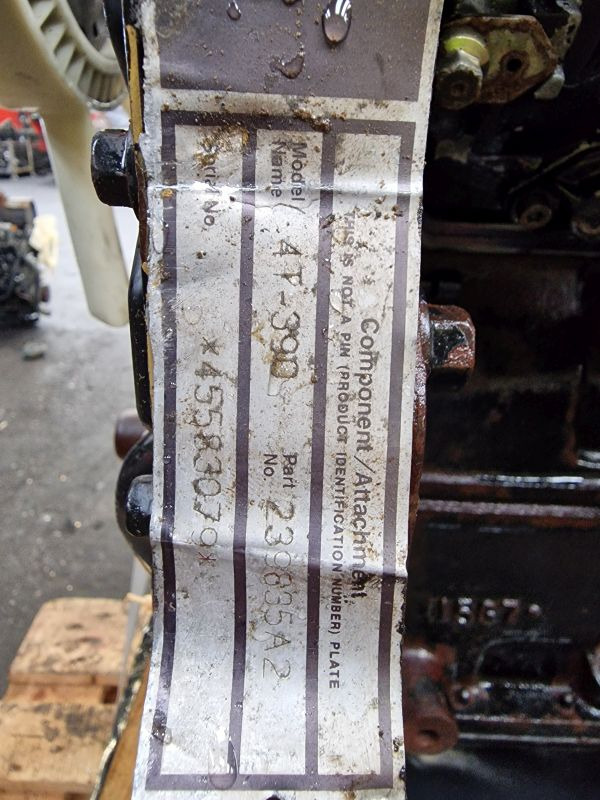 Component/Attachment
THIS IS NOT A PIN (PRODUCT IDENTIFICATION NUMBER) PLATE
Model/Name 4T-390 Part No. 239835A2
Serial No. *45583079*